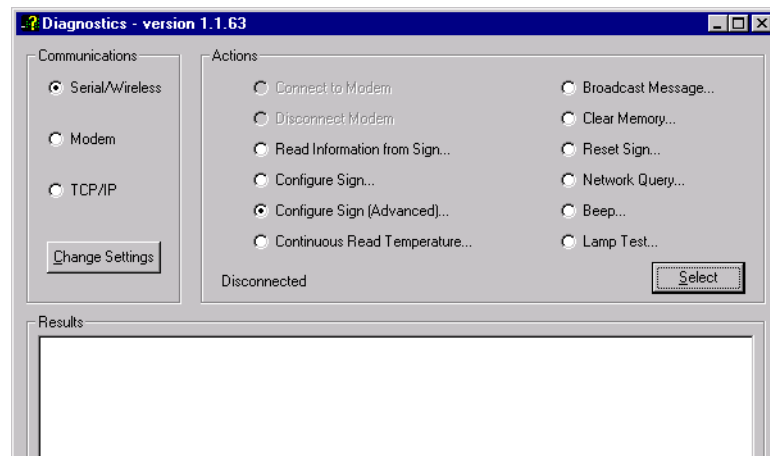 Diagnostics - version 1.1.63
Communications
Serial/Wireless
Modem
TCP/IP
Change Settings
Actions
Connect to Modem
Disconnect Modem
Read Information from Sign...
Configure Sign...
Configure Sign (Advanced)...
Continuous Read Temperature...
Broadcast Message...
Clear Memory...
Reset Sign...
Network Query...
Beep...
Lamp Test...
Disconnected
Select
Results